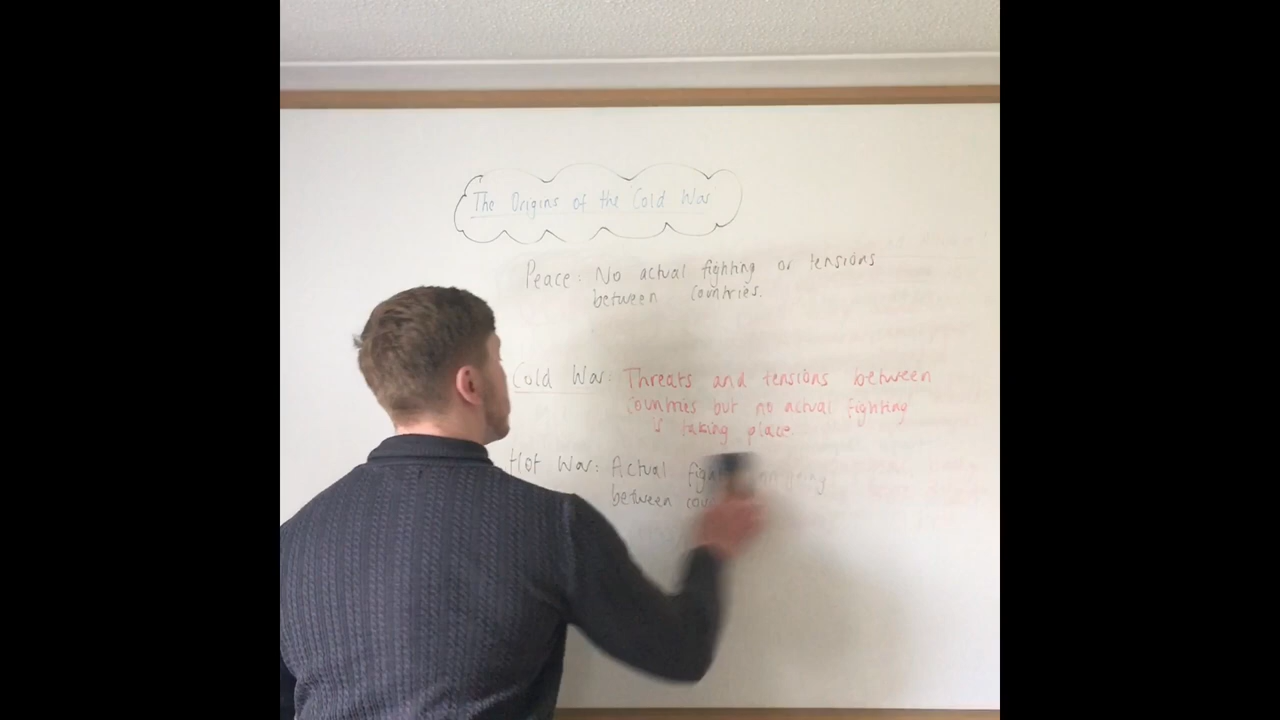 The Origins of the 'Cold War'
Peace: No actual fighting or tensions
between countries.
Cold War: Threats and tensions between
countries but no actual fighting
is taking place.
Hot War: Actual
between